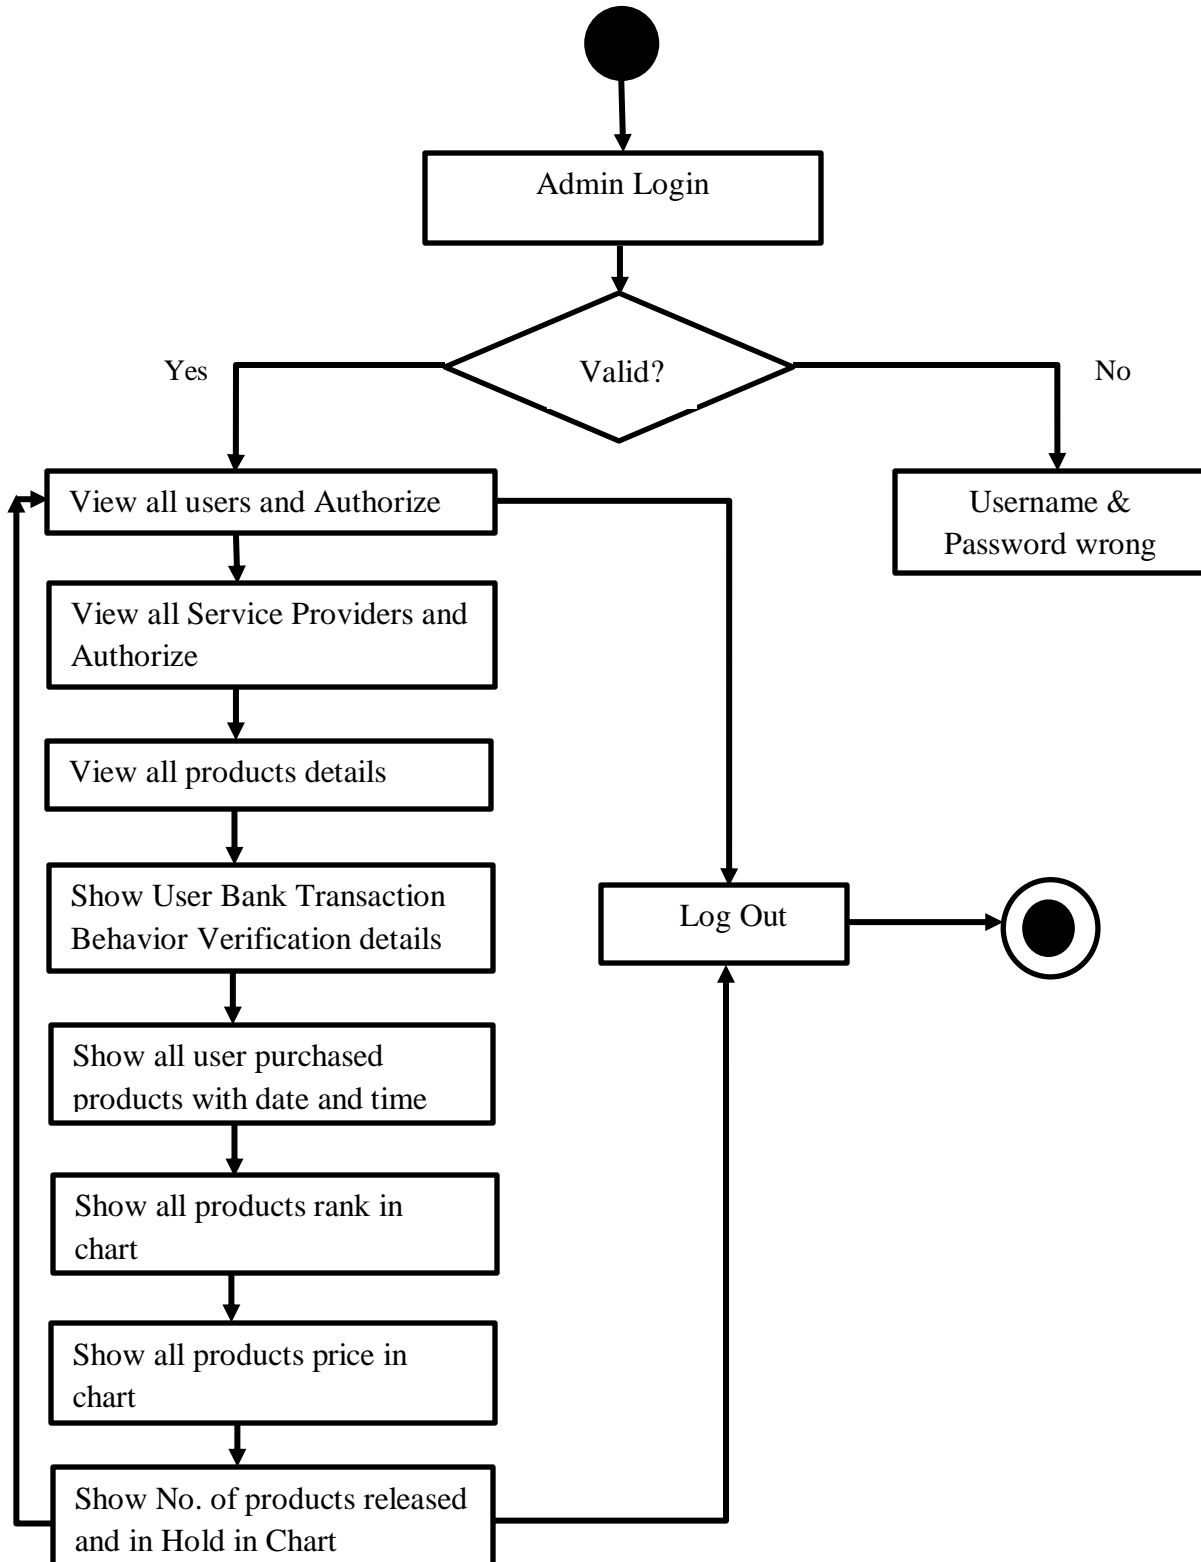 Admin Login
Valid?
Yes
No
View all users and Authorize
Username &
Password wrong
View all Service Providers and
Authorize
View all products details
Show User Bank Transaction
Behavior Verification details
Log Out
Show all user purchased
products with date and time
Show all products rank in
chart
Show all products price in
chart
Show No. of products released
and in Hold in Chart